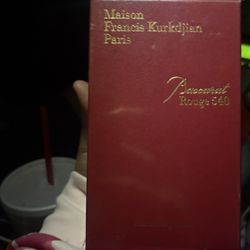 Maison
Francis Kurkdjian
Paris
Baccarat
Rouge 540